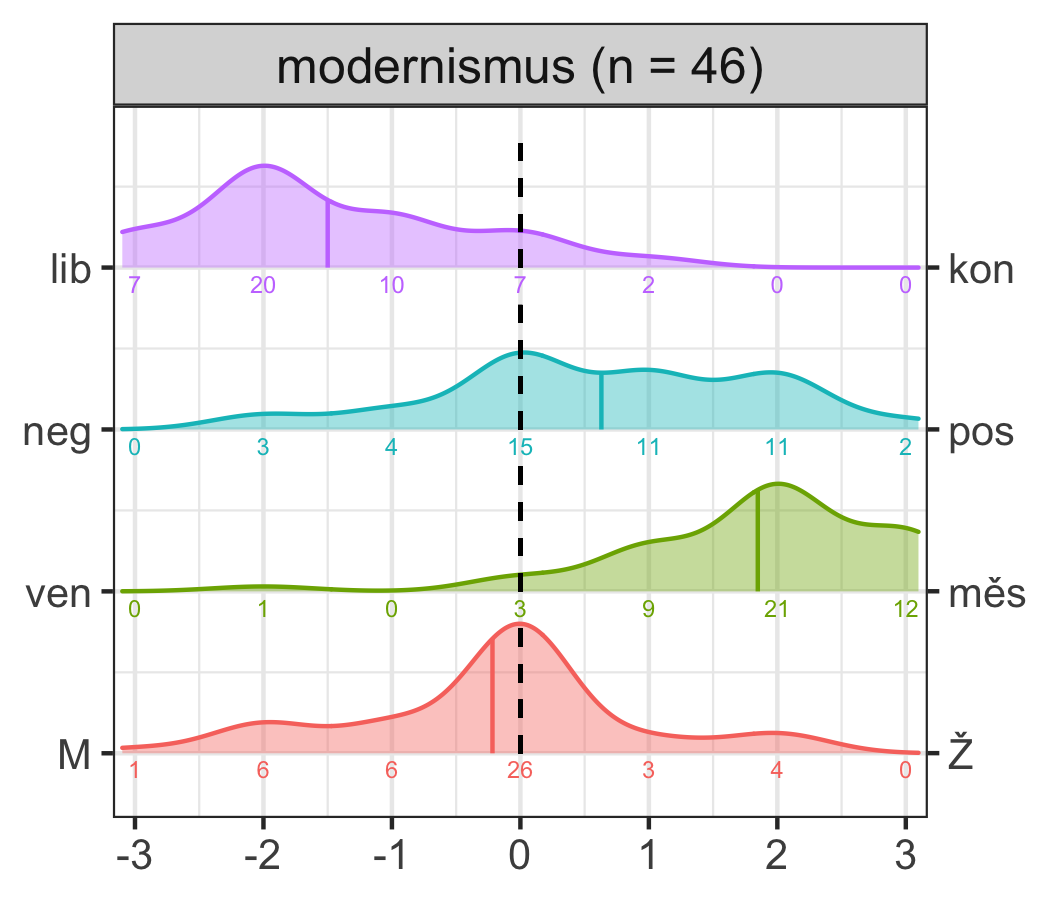 modernismus (n = 46)
lib kon
7 20 10 7 2 0 0
neg pos
0 3 4 15 11 11 2
ven měs
0 1 0 3 9 21 12
M Ž
1 6 6 26 3 4 0
-3 -2 -1 0 1 2 3